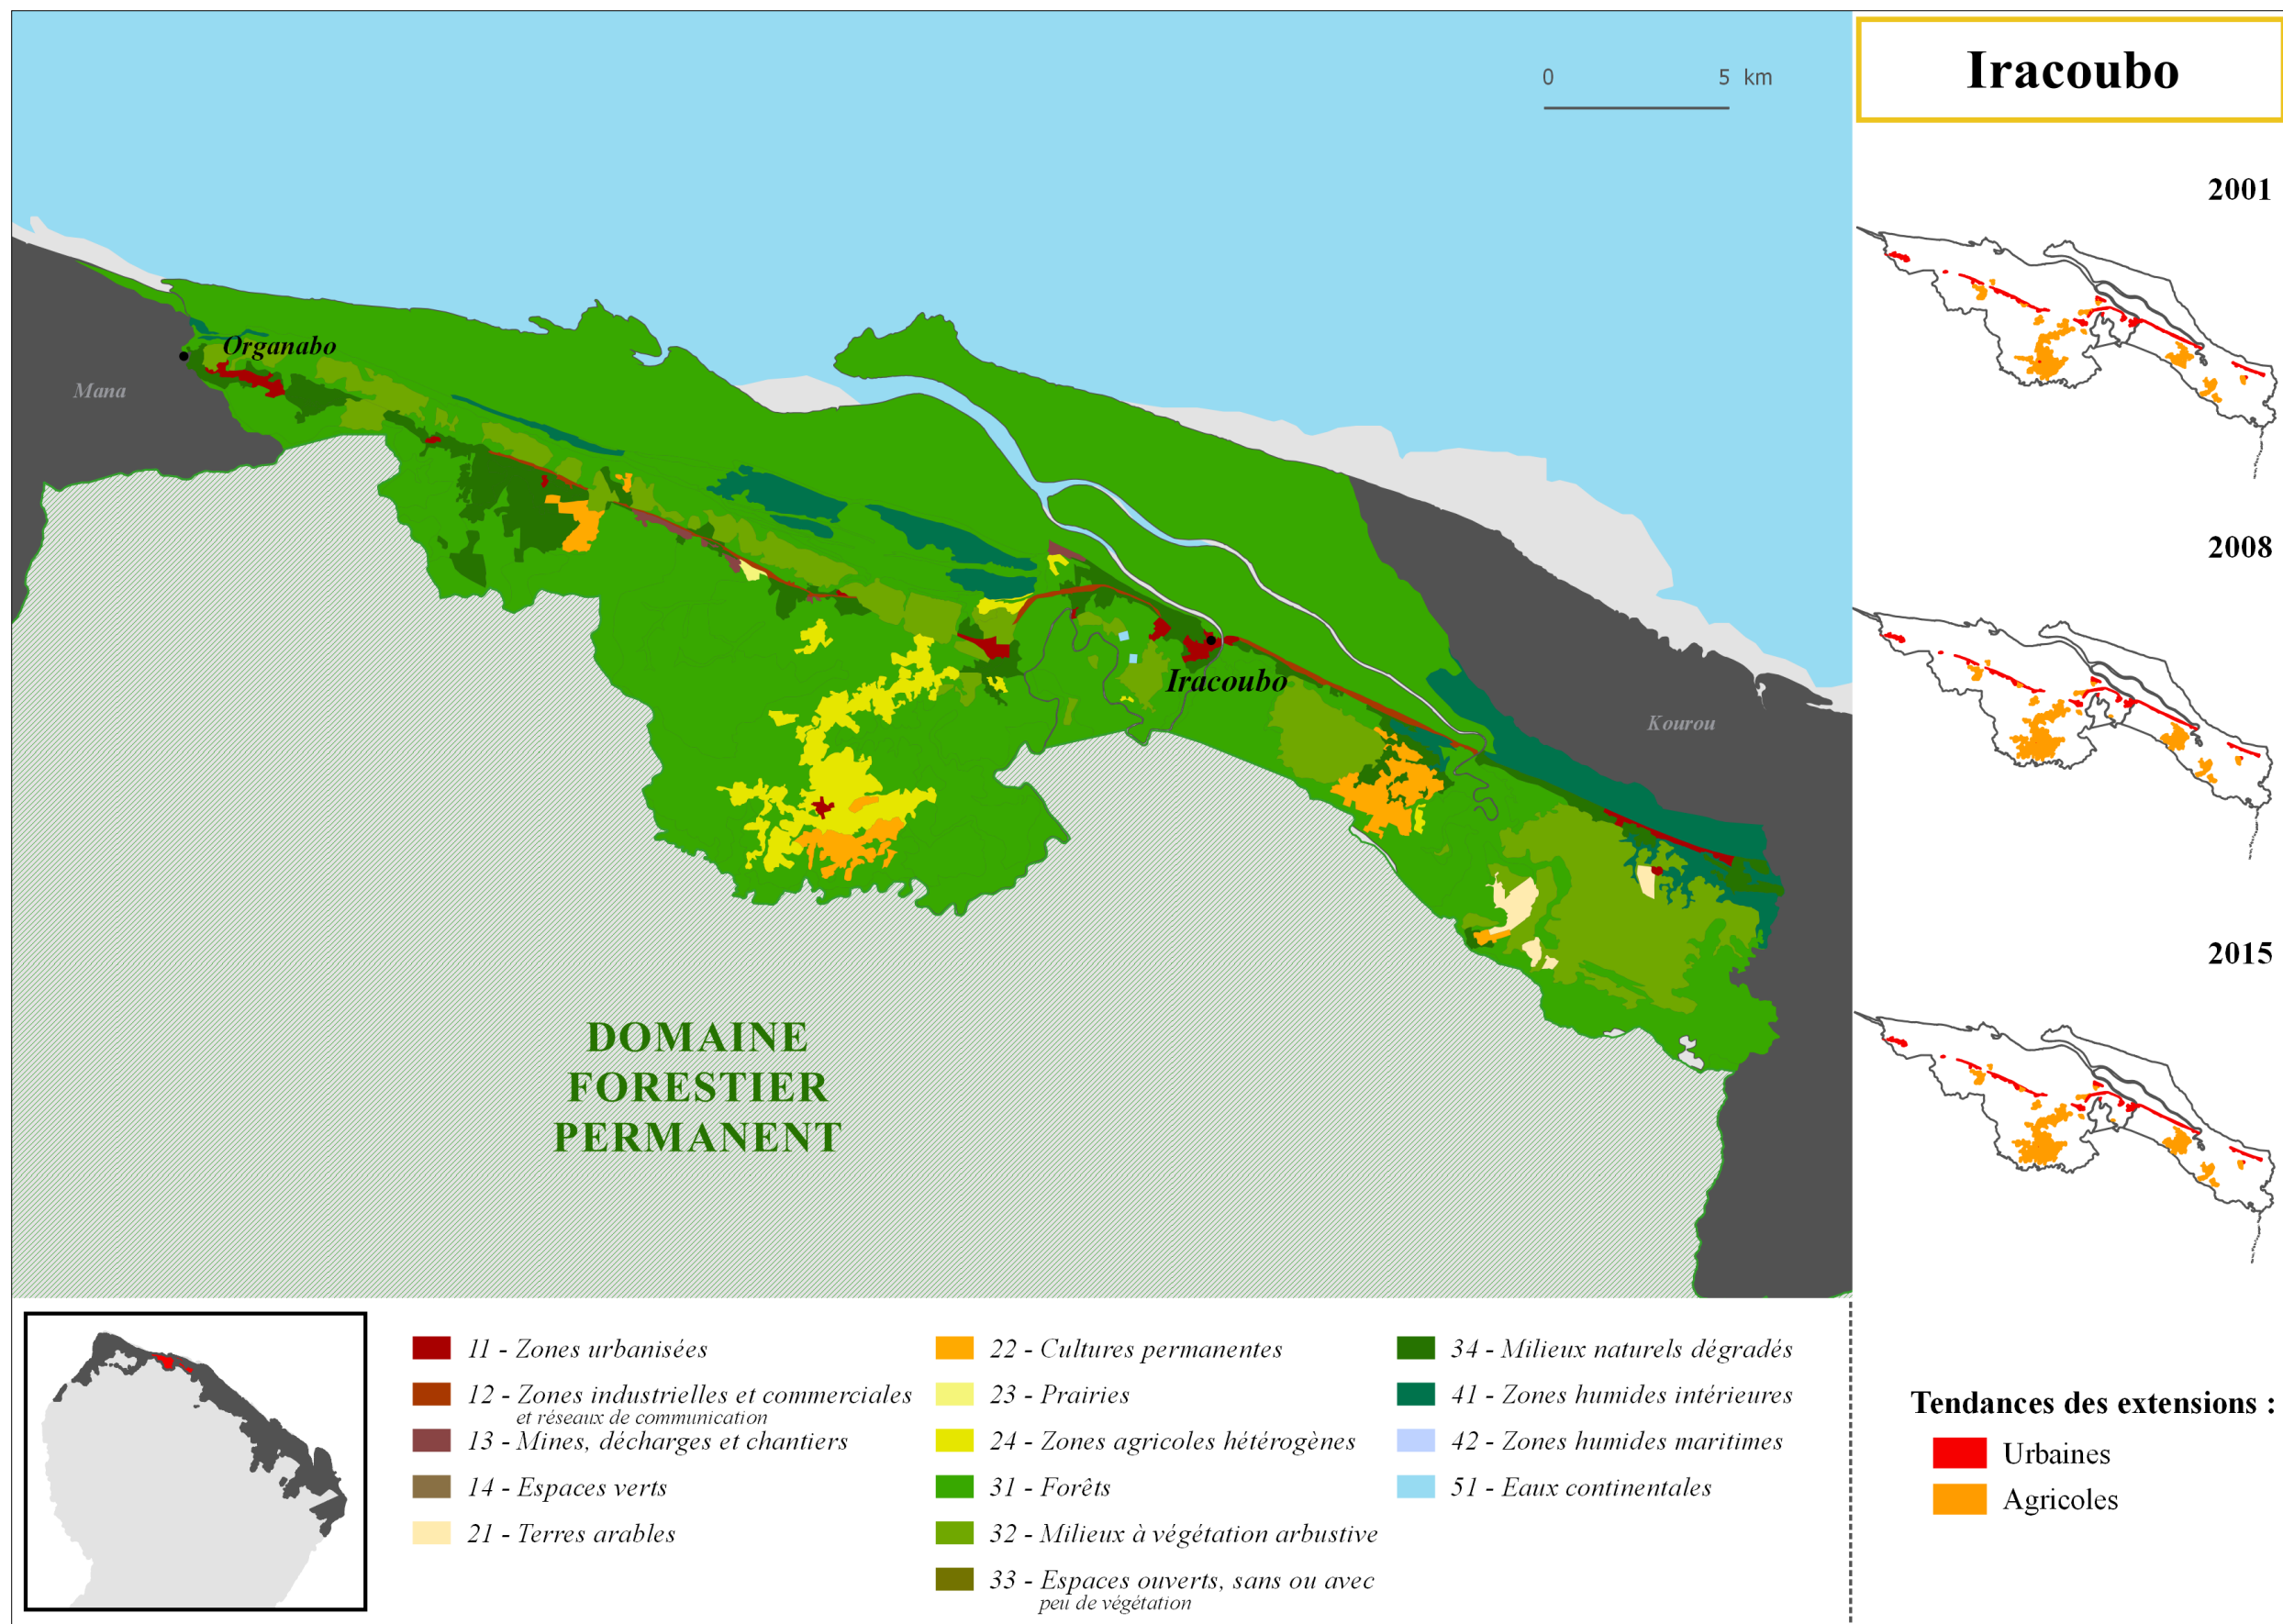 Iracoubo
0 5 km
2001
Organabo
Mana
2008
Iracoubo
Kourou
2015
DOMAINE
FORESTIER
PERMANENT
11 - Zones urbanisées
12 - Zones industrielles et commerciales
et réseaux de communication
13 - Mines, décharges et chantiers
14 - Espaces verts
21 - Terres arables
22 - Cultures permanentes
23 - Prairies
24 - Zones agricoles hétérogènes
31 - Forêts
32 - Milieux à végétation arbustive
33 - Espaces ouverts, sans ou avec
peu de végétation
34 - Milieux naturels dégradés
41 - Zones humides intérieures
42 - Zones humides maritimes
51 - Eaux continentales
Tendances des extensions :
Urbaines
Agricoles